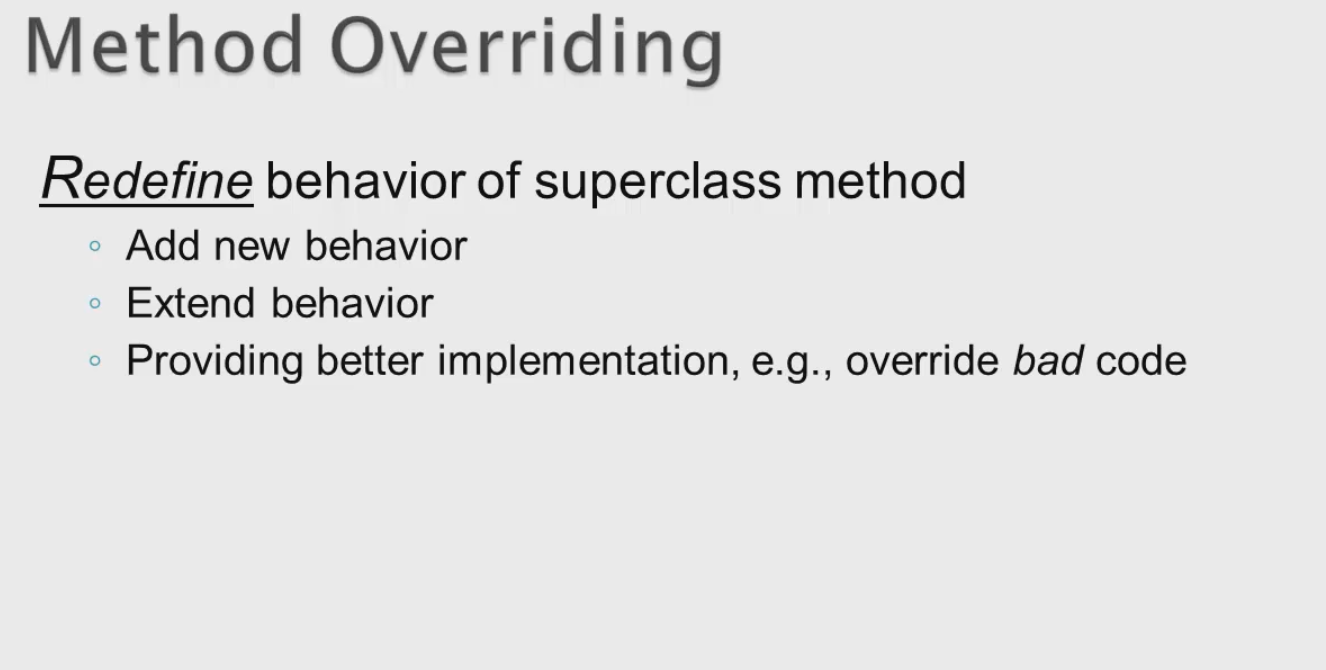 Method Overriding
Redefine behavior of superclass method
◦ Add new behavior
◦ Extend behavior
◦ Providing better implementation, e.g., override bad code